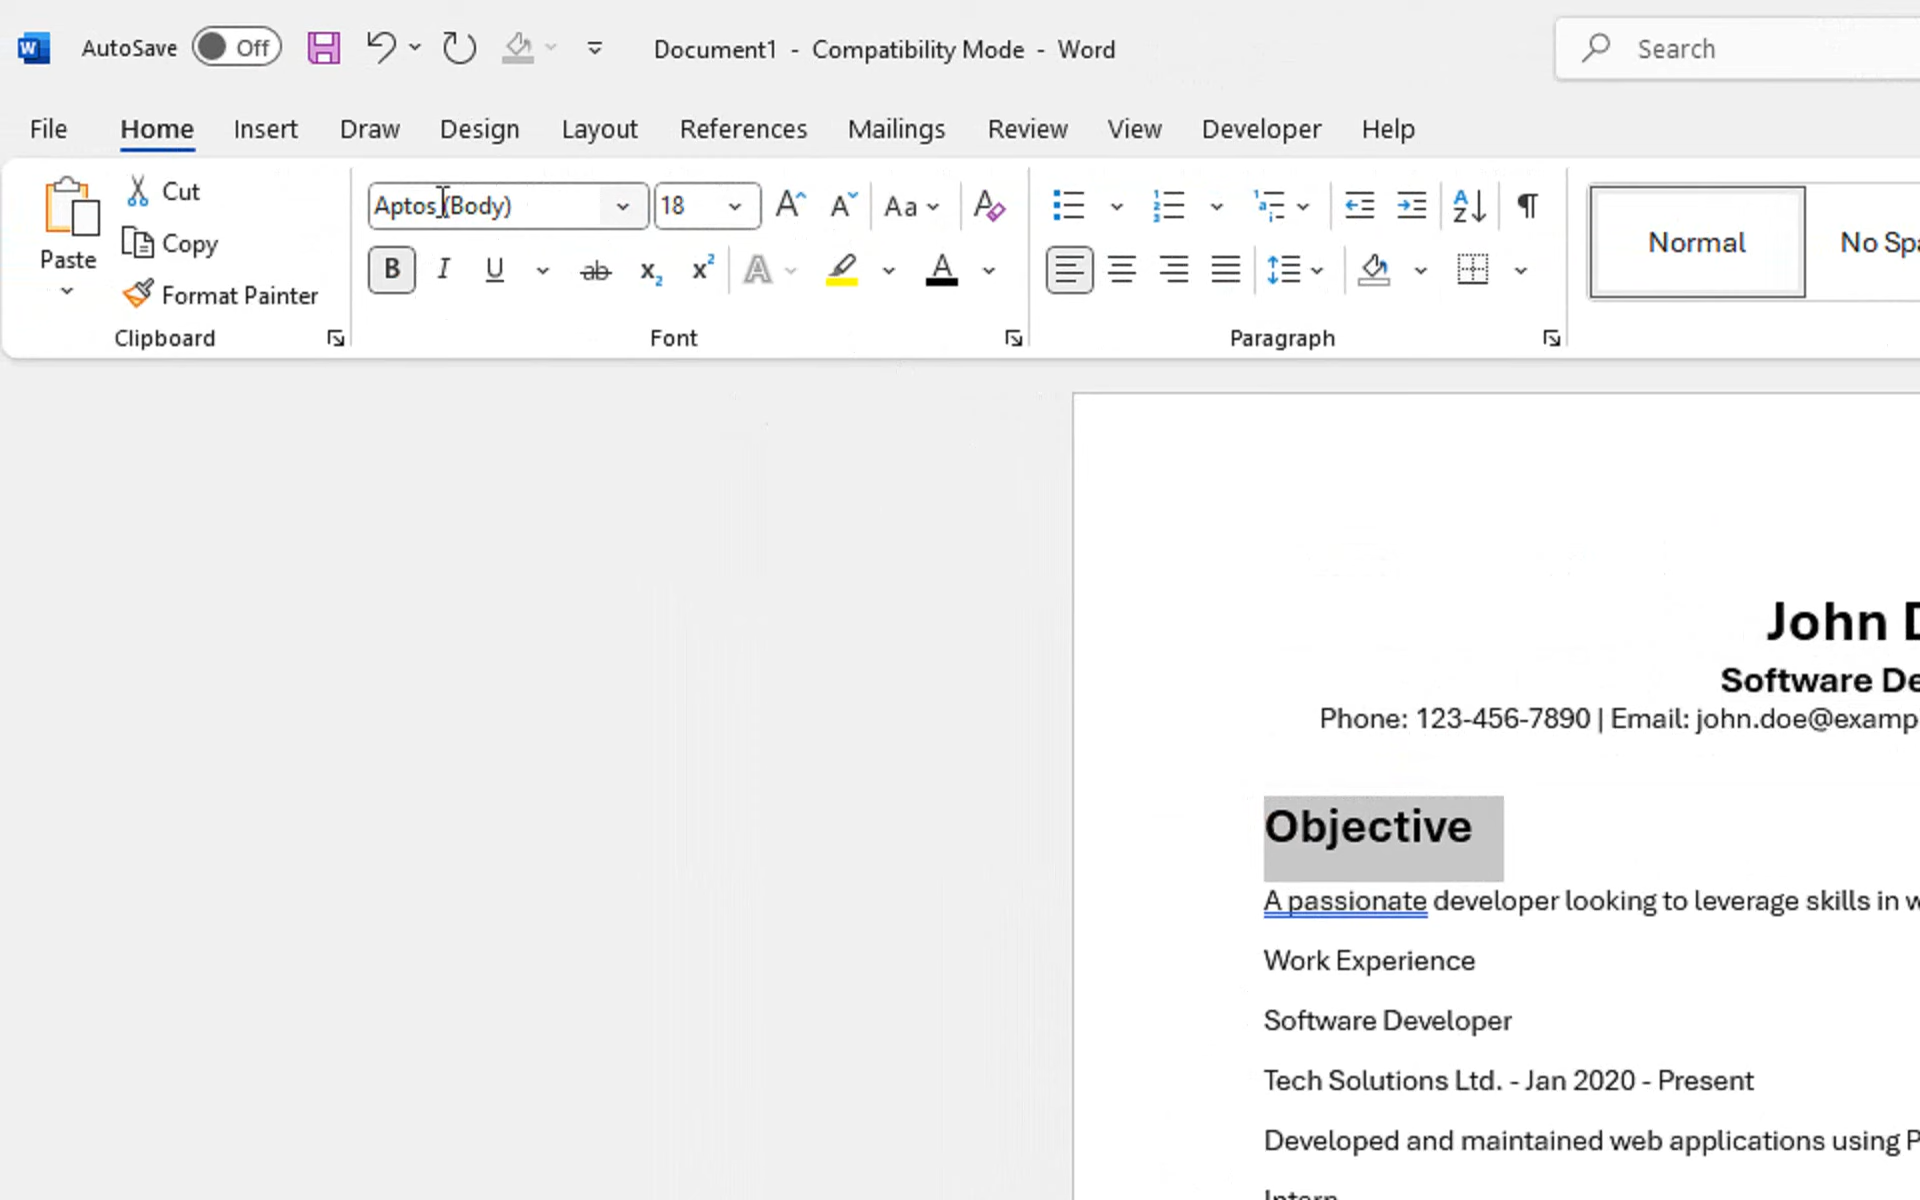 AutoSave Off Document1 - Compatibility Mode - Word Search
File Home Insert Draw Design Layout References Mailings Review View Developer Help
Paste
Cut
Copy
Format Painter
Clipboard
Aptos (Body) 18
Aa
B I U ab x₂ x² A A
Font
Paragraph
Normal
No Spa
John D
Software De
Phone: 123-456-7890 | Email: john.doe@examp
Objective
A passionate developer looking to leverage skills in w
Work Experience
Software Developer
Tech Solutions Ltd. - Jan 2020 - Present
Developed and maintained web applications using P
Intern